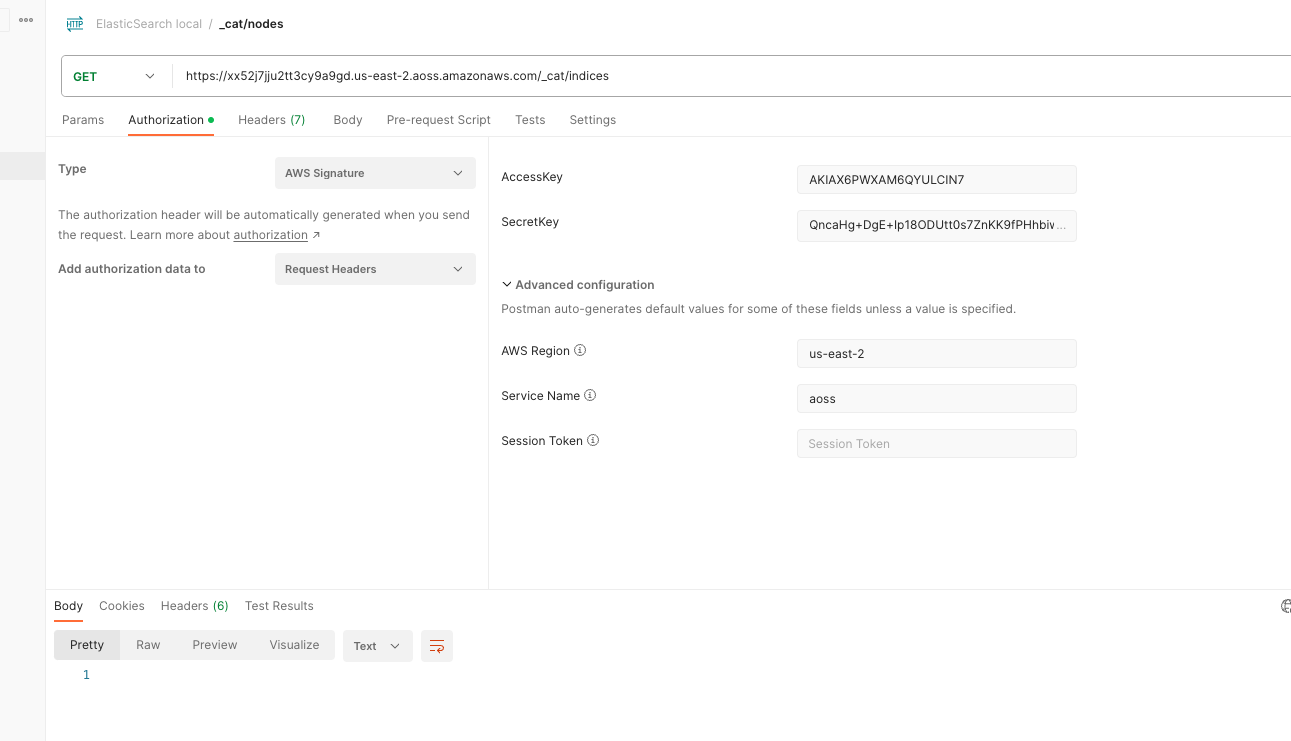 ElasticSearch local / _cat/nodes
GET https://xx52j7jju2tt3cy9a9gd.us-east-2.aoss.amazonaws.com/_cat/indices
Params Authorization Headers (7) Body Pre-request Script Tests Settings
Type AWS Signature
The authorization header will be automatically generated when you send
the request. Learn more about authorization ↗
Add authorization data to Request Headers
AccessKey AKIAX6PWXAM6QYULCIN7
SecretKey
Advanced configuration
Postman auto-generates default values for some of these fields unless a value is specified.
AWS Region us-east-2
Service Name aoss
Session Token Session Token
Body Cookies Headers (6) Test Results
Pretty Raw Preview Visualize Text
1